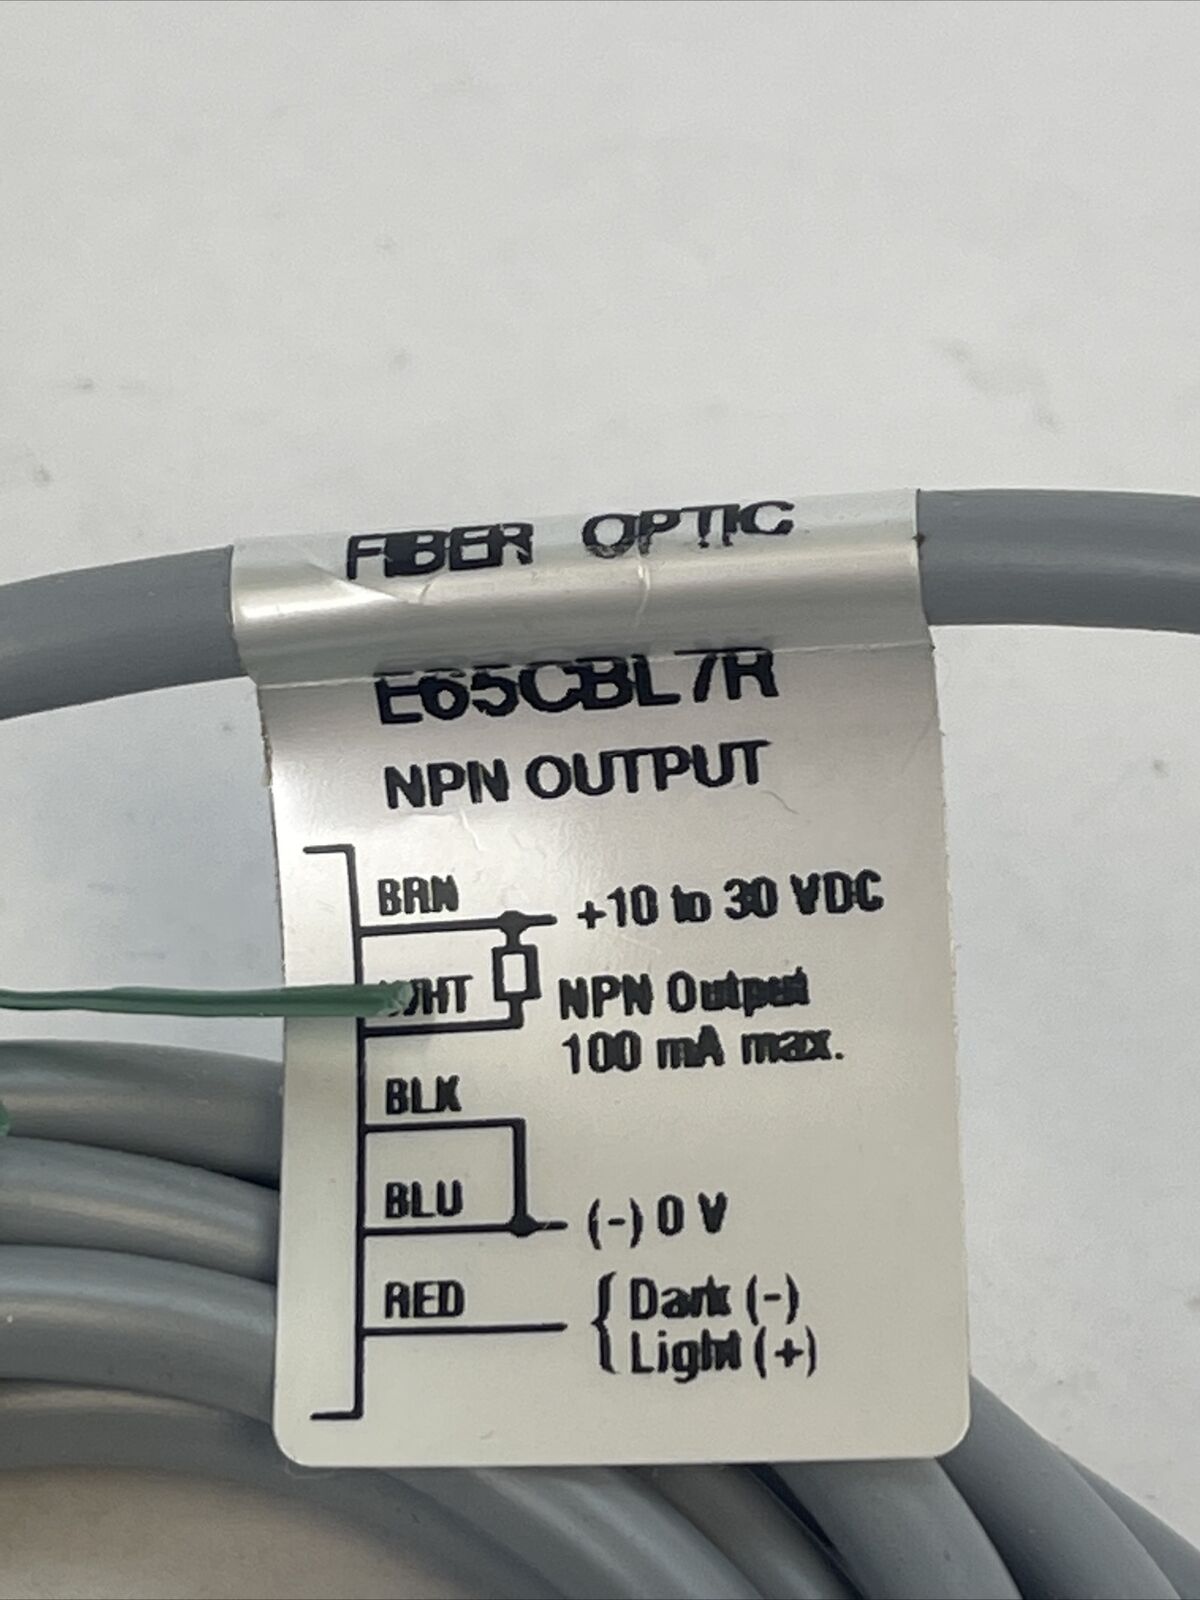 FIBER OPTIC
E65CBL7R
NPN OUTPUT
BRN +10 to 30 VDC
WHT NPN Output
100 mA max.
BLK
BLU (-) 0 V
RED Dark (-)
Light (+)